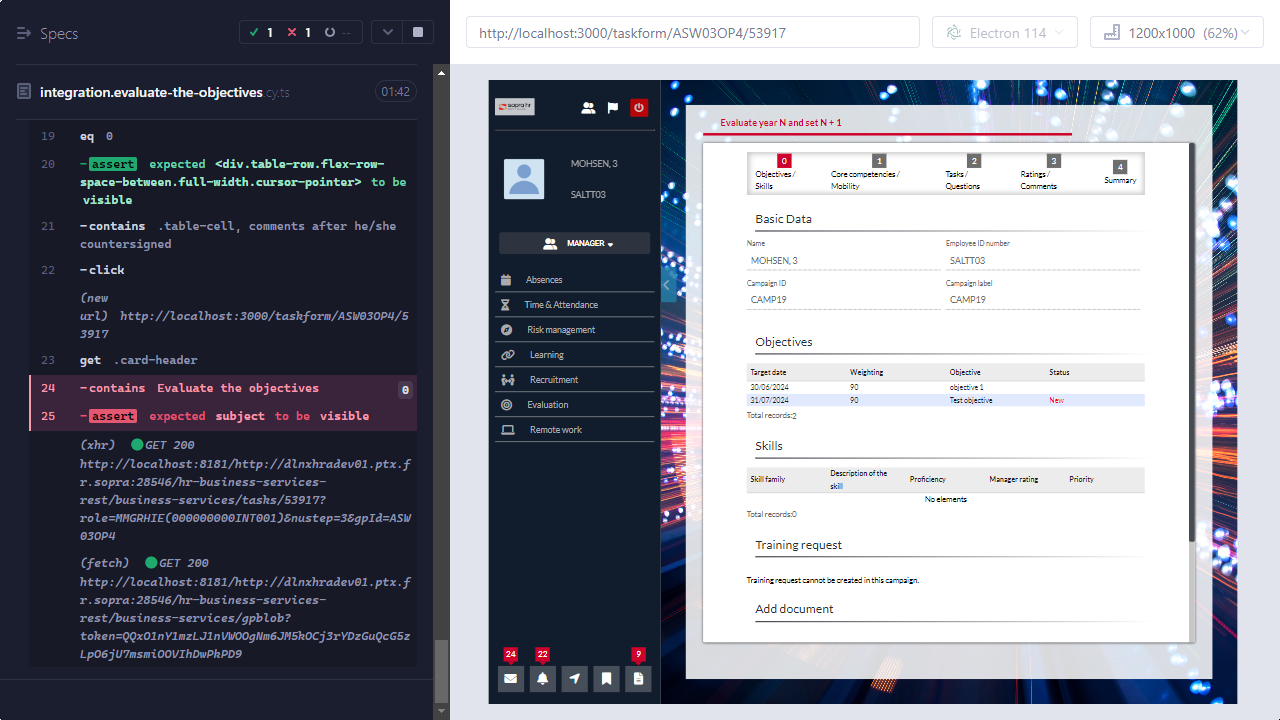 Specs
1
1
--
integration.evaluate-the-objectives.cy.ts
01:42
19 eq 0
20 -assert expected <div.table-row.flex-row-
space-between.full-width.cursor-pointer> to be
visible
21 -contains .table-cell, comments after he/she
countersigned
22 -click
(new
url) http://localhost:3000/taskform/ASW03OP4/5
3917
23 get .card-header
24 -contains Evaluate the objectives 0
25 -assert expected subject to be visible
(xhr) GET 200
http://localhost:8181/http://dlnxhradev01.ptx.f
r.sopra:28546/hr-business-services-
rest/business-services/tasks/53917?
role=MMGRHIE(000000000INT001)&nustep=3&gpId=ASW
03OP4
(fetch) GET 200
http://localhost:8181/http://dlnxhradev01.ptx.f
r.sopra:28546/hr-business-services-
rest/business-services/gpblob?
token=QQxO1nY1mzLJ1nVWOOgNm6JM5kOCj3rYDzGuQcG5z
LpO6jU7msmiOOVIhDwPkPD9
http://localhost:3000/taskform/ASW03OP4/53917
Electron 114
1200x1000 (62%)
sopra hr
MOHSEN, 3
SALTT03
MANAGER
Absences
Time & Attendance
Risk management
Learning
Recruitment
Evaluation
Remote work
24
22
9
Evaluate year N and set N + 1
0
Objectives /
Skills
1
Core competencies /
Mobility
2
Tasks /
Questions
3
Ratings /
Comments
4
Summary
Basic Data
Name Employee ID number
MOHSEN, 3 SALTT03
Campaign ID Campaign label
CAMP19 CAMP19
Objectives
Target date Weighting Objective Status
30/06/2024 90 objective 1
31/07/2024 90 Test objective New
Total records:2
Skills
Skill family Description of the
skill Proficiency Manager rating Priority
No elements
Total records:0
Training request
Training request cannot be created in this campaign.
Add document